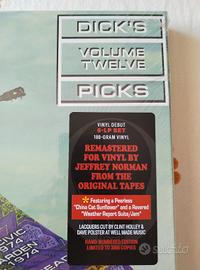 DICK'S
VOLUME
TWELVE
PICKS
VINYL DEBUT
6-LP SET
180-GRAM VINYL
REMASTERED
FOR VINYL BY
JEFFREY NORMAN
FROM THE
ORIGINAL TAPES
* Featuring a Peerless
"China Cat Sunflower" and a Revered
"Weather Report Suite/Jam"
LACQUERS CUT BY CLINT HOLLEY &
DAVE POLSTER AT WELL MADE MUSIC
HAND-NUMBERED EDITION
LIMITED TO 3000 COPIES
CIVIC
1974
GARDEN
1974
subito